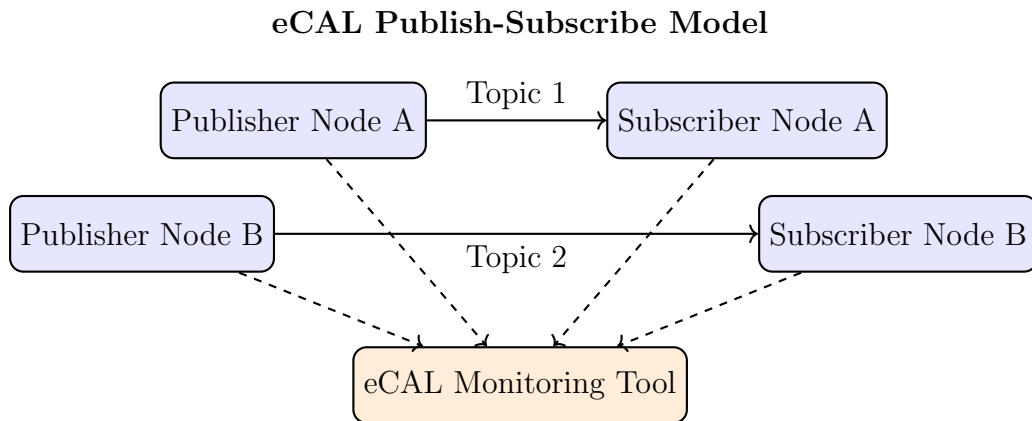 eCAL Publish-Subscribe Model
Topic 1
Publisher Node A
Subscriber Node A
Publisher Node B
Subscriber Node B
Topic 2
eCAL Monitoring Tool